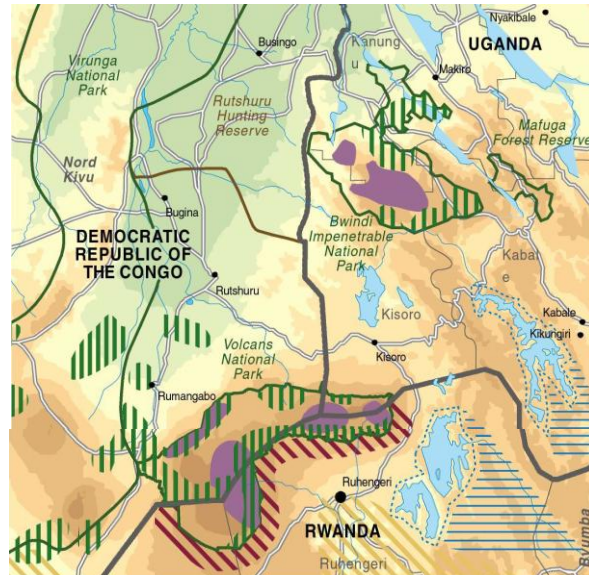 Nyakibale
Busingo
Kanung
u
UGANDA
Virunga
National
Park
Makiro
Rutshuru
Hunting
Reserve
Mafuga
Forest Reserve
Nord
Kivu
Bugina
Bwindi
Impenetrable
National
Park
DEMOCRATIC
REPUBLIC OF
THE CONGO
Kabal
e
Rutshuru
Kisoro
Kabale
Kikungiri
Volcans
National
Park
Kisoro
Rumangabo
Ruhengeri
RWANDA
Ruhengeri
Byumba